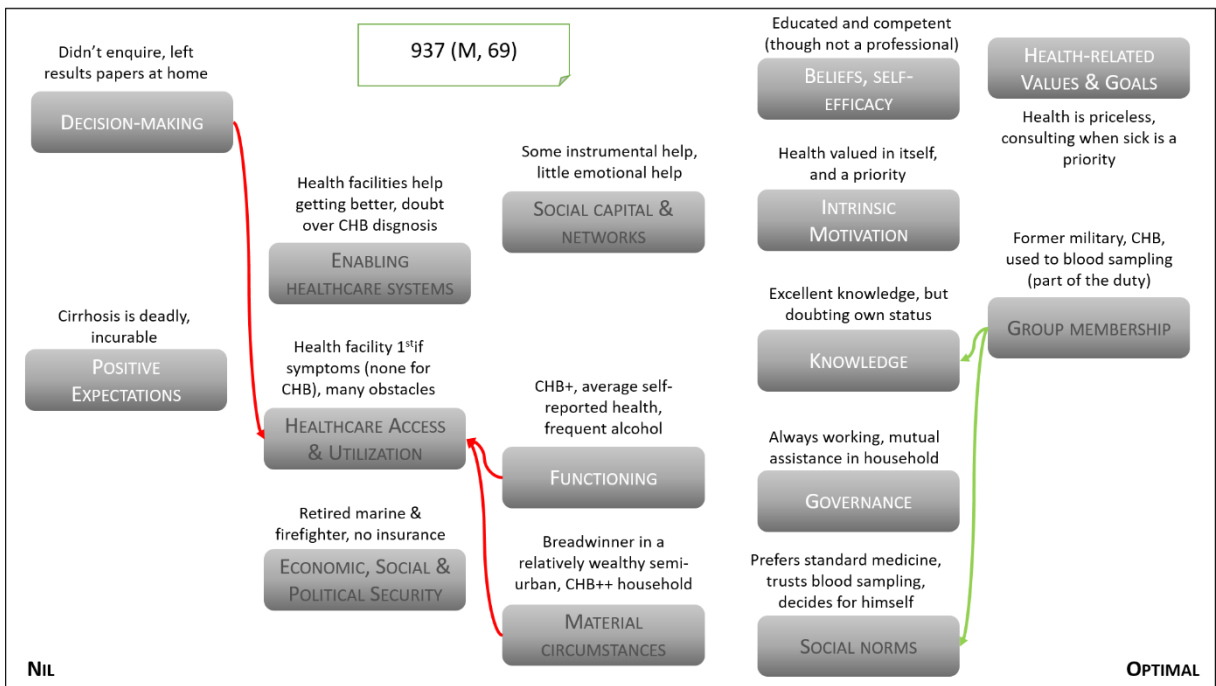 937 (M, 69)
Didn’t enquire, left
results papers at home
DECISION-MAKING
Cirrhosis is deadly,
incurable
POSITIVE
EXPECTATIONS
Health facilities help
getting better, doubt
over CHB disgnosis
ENABLING
HEALTHCARE SYSTEMS
Health facility 1st if
symptoms (none for
CHB), many obstacles
HEALTHCARE ACCESS
& UTILIZATION
Retired marine &
firefighter, no insurance
ECONOMIC, SOCIAL &
POLITICAL SECURITY
Some instrumental help,
little emotional help
SOCIAL CAPITAL &
NETWORKS
CHB+, average self-
reported health,
frequent alcohol
FUNCTIONING
Breadwinner in a
relatively wealthy semi-
urban, CHB++ household
MATERIAL
CIRCUMSTANCES
Educated and competent
(though not a professional)
BELIEFS, SELF-
EFFICACY
Health valued in itself,
and a priority
INTRINSIC
MOTIVATION
Excellent knowledge, but
doubting own status
KNOWLEDGE
Always working, mutual
assistance in household
GOVERNANCE
Prefers standard medicine,
trusts blood sampling,
decides for himself
SOCIAL NORMS
HEALTH-RELATED
VALUES & GOALS
Health is priceless,
consulting when sick is a
priority
Former military, CHB,
used to blood sampling
(part of the duty)
GROUP MEMBERSHIP
NIL
OPTIMAL